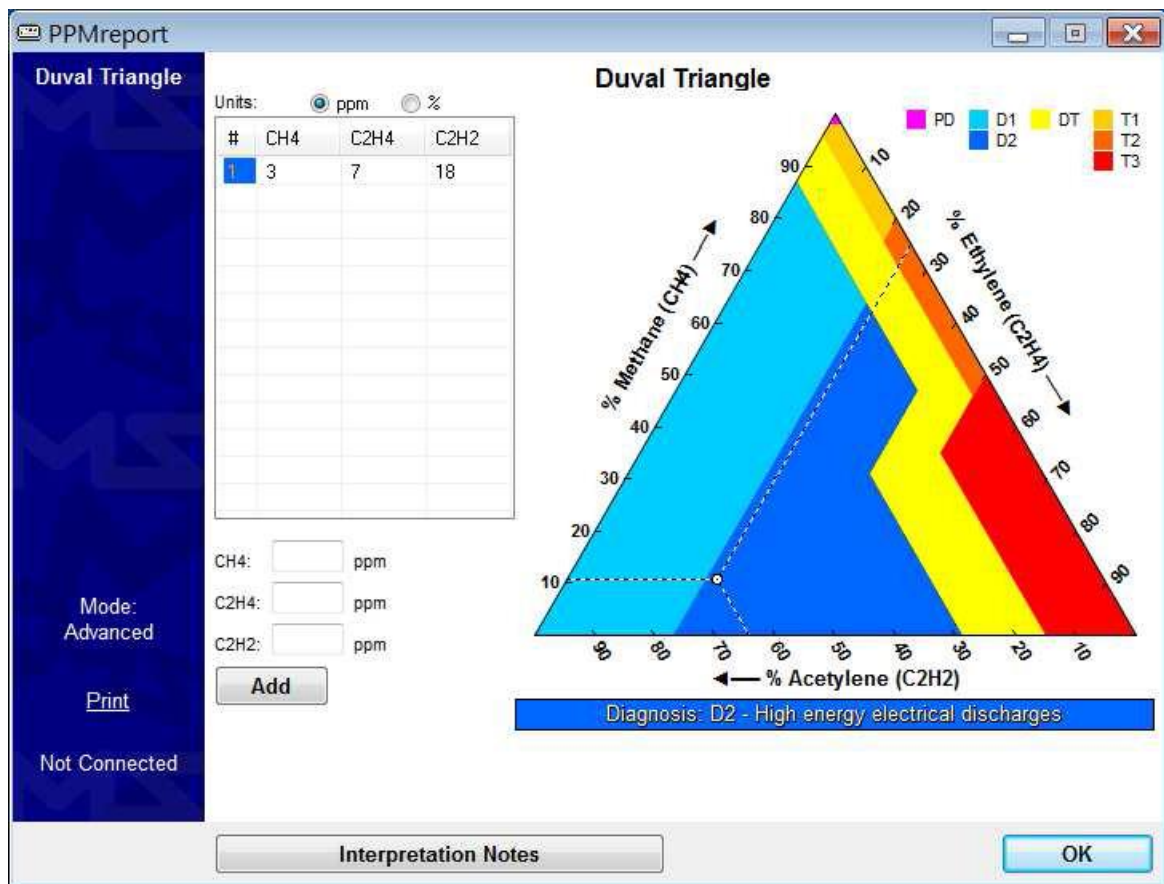 PPMreport
Duval Triangle
Mode:
Advanced
Print
Not Connected
Units: ppm %
# CH4 C2H4 C2H2
1 3 7 18
CH4: ppm
C2H4: ppm
C2H2: ppm
Add
Duval Triangle
PD D1 DT T1
D2 T2
T3
% Methane (CH4)
90
80
70
60
50
40
30
20
10
% Ethylene (C2H4)
10
20
30
40
50
60
70
80
90
90 80 70 60 50 40 30 20 10
% Acetylene (C2H2)
Diagnosis: D2 - High energy electrical discharges
Interpretation Notes
OK